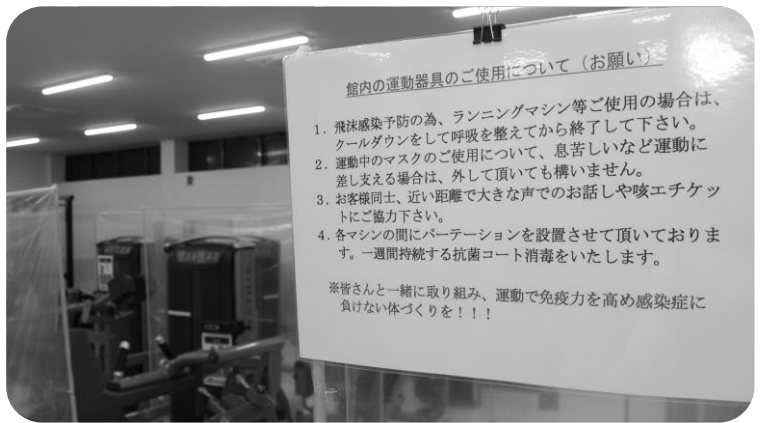 館内の運動器具のご使用について（お願い）
1．飛沫感染予防の為、ランニングマシン等ご使用の場合は、
クールダウンをして呼吸を整えてから終了して下さい。
2．運動中のマスクのご使用について、息苦しいなど運動に
差し支える場合は、外して頂いても構いません。
3．お客様同士、近い距離で大きな声でのお話しや咳エチケッ
トにご協力下さい。
4．各マシンの間にパーテーションを設置させて頂いておりま
す。一週間持続する抗菌コート消毒をいたします。
※皆さんと一緒に取り組み、運動で免疫力を高め感染症に
負けない体づくりを！！！